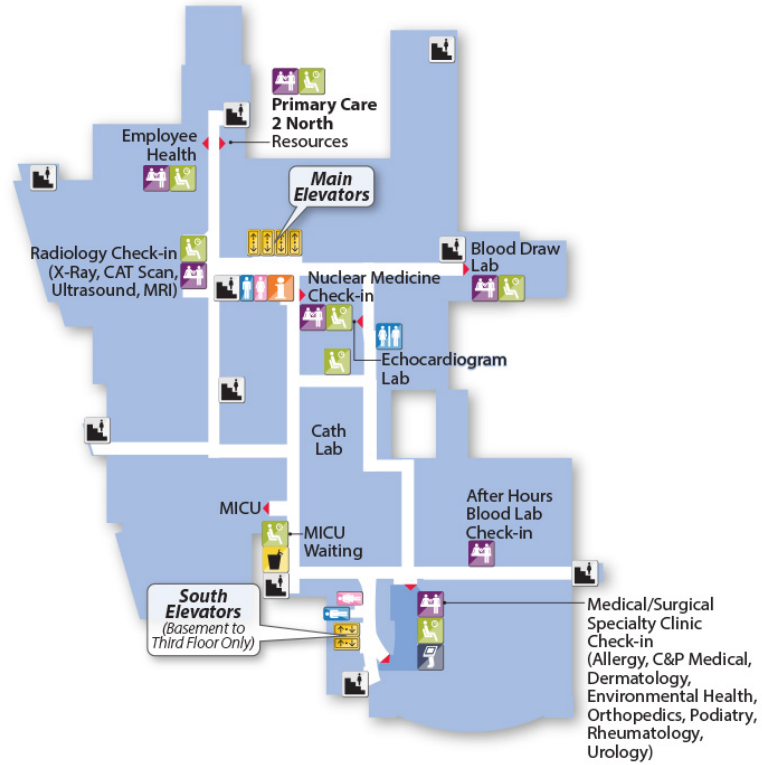 Primary Care
2 North
Resources
Employee
Health
Main
Elevators
Radiology Check-in
(X-Ray, CAT Scan,
Ultrasound, MRI)
Blood Draw
Lab
Nuclear Medicine
Check-in
Echocardiogram
Lab
Cath
Lab
MICU
MICU
Waiting
After Hours
Blood Lab
Check-in
South
Elevators
(Basement to
Third Floor Only)
Medical/Surgical
Specialty Clinic
Check-in
(Allergy, C&P Medical,
Dermatology,
Environmental Health,
Orthopedics, Podiatry,
Rheumatology,
Urology)